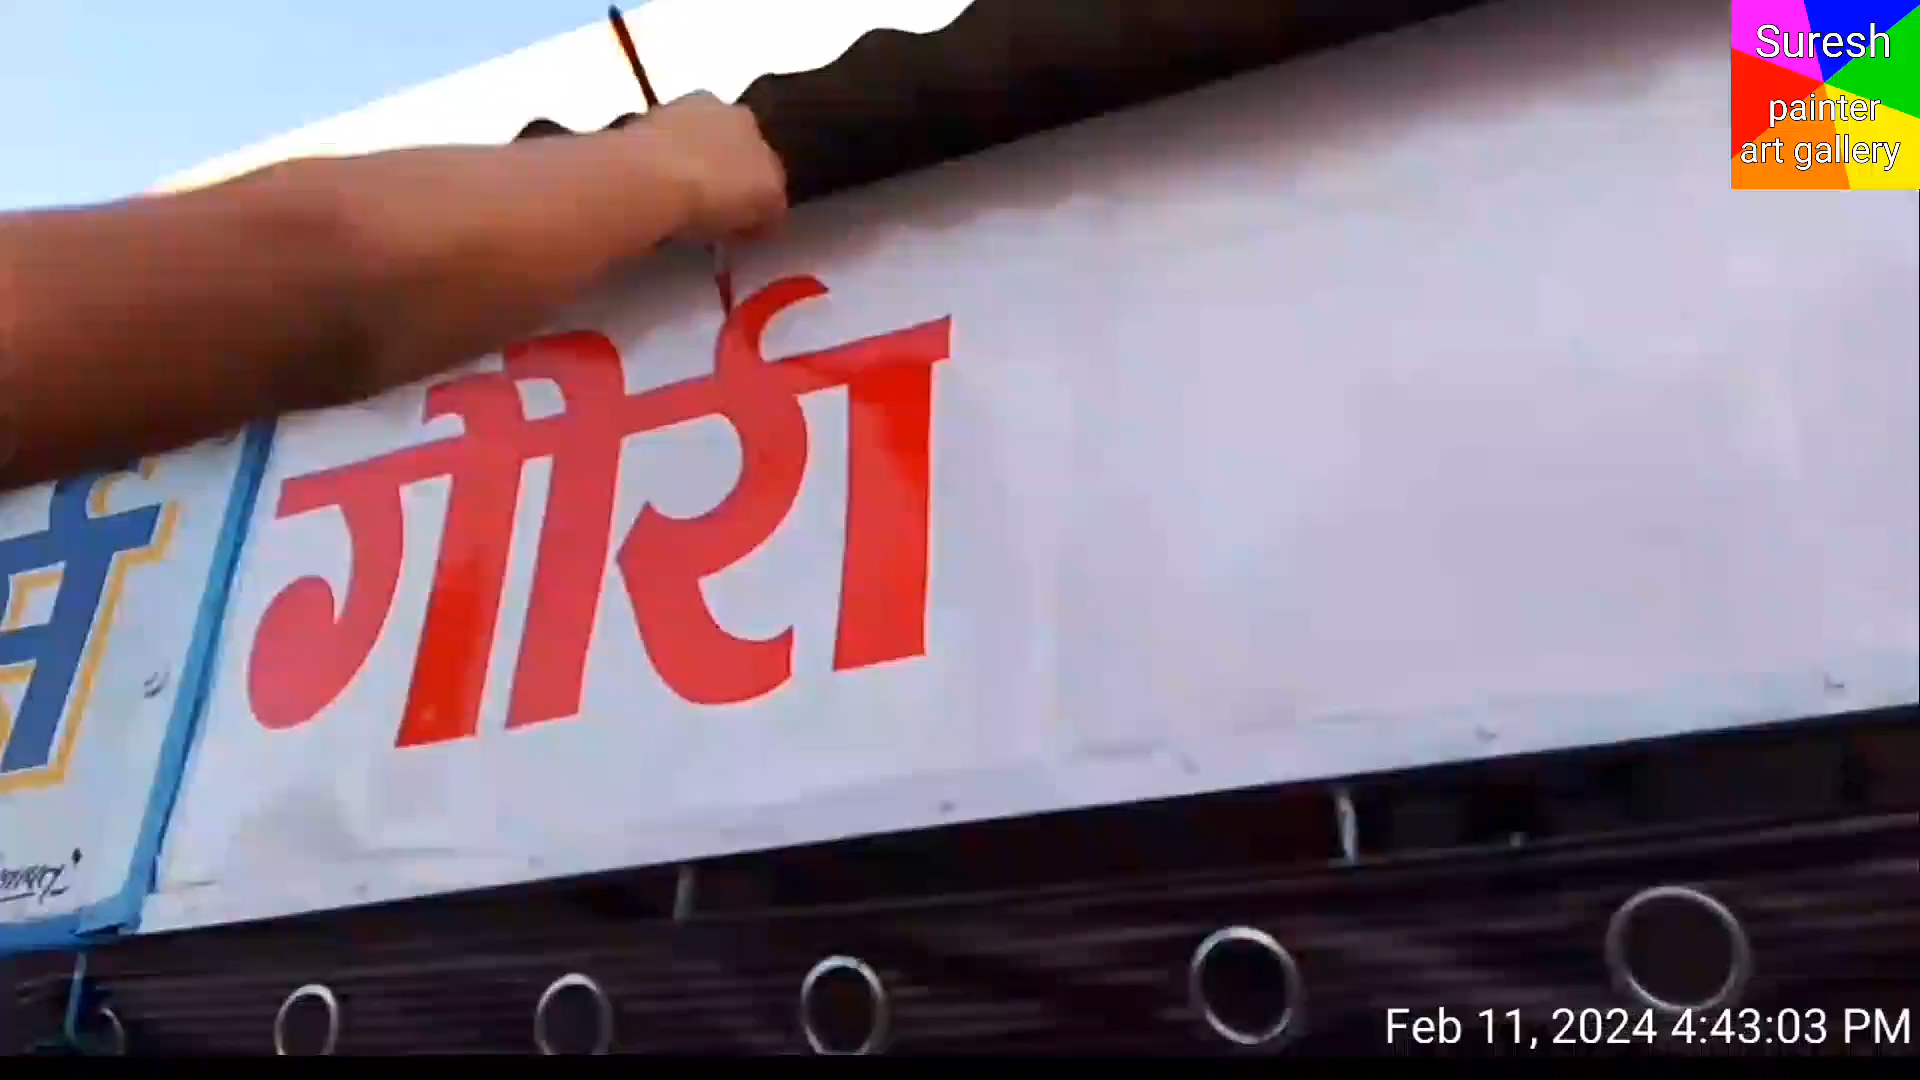 Suresh
painter
art gallery
गौरी
Feb 11, 2024 4:43:03 PM